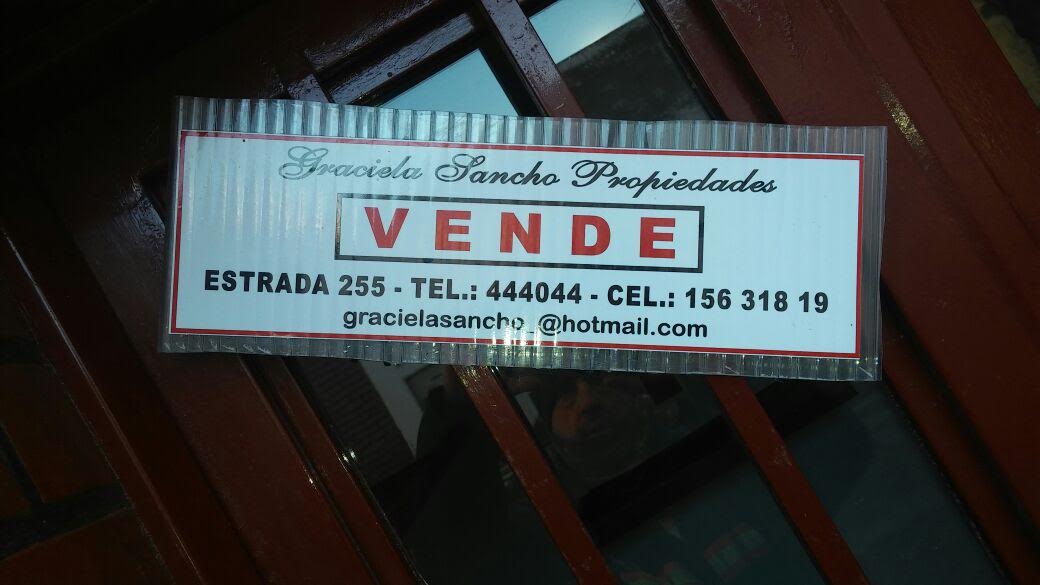 Graciela Sancho Propiedades
VENDE
ESTRADA 255 - TEL.: 444044 - CEL.: 156 318 19
gracielasancho_@hotmail.com